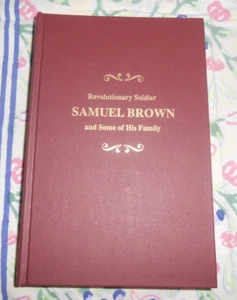 Revolutionary Soldier
SAMUEL BROWN
and Some of His Family